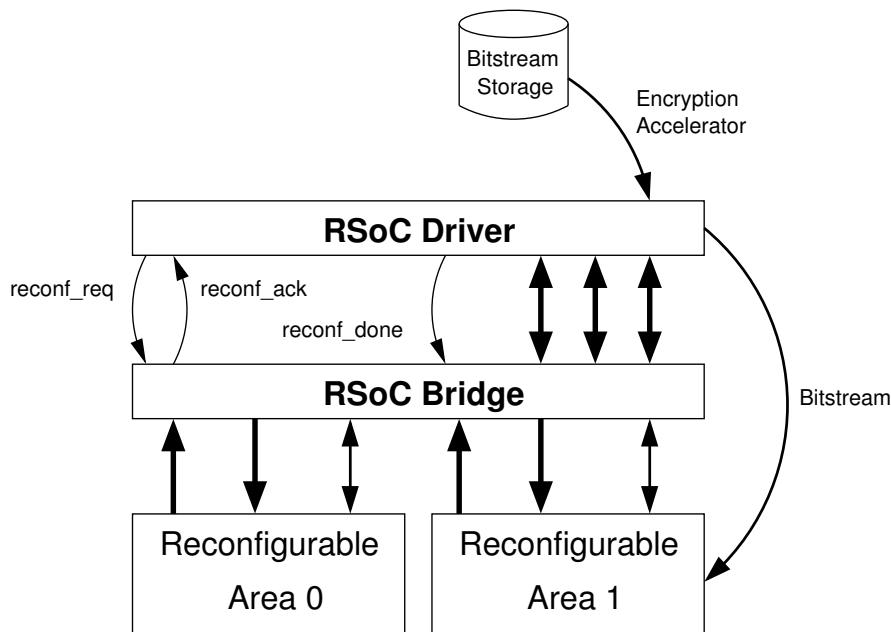 Bitstream
Storage
Encryption
Accelerator
RSoC Driver
reconf_req
reconf_ack
reconf_done
RSoC Bridge
Bitstream
Reconfigurable
Area 0
Reconfigurable
Area 1